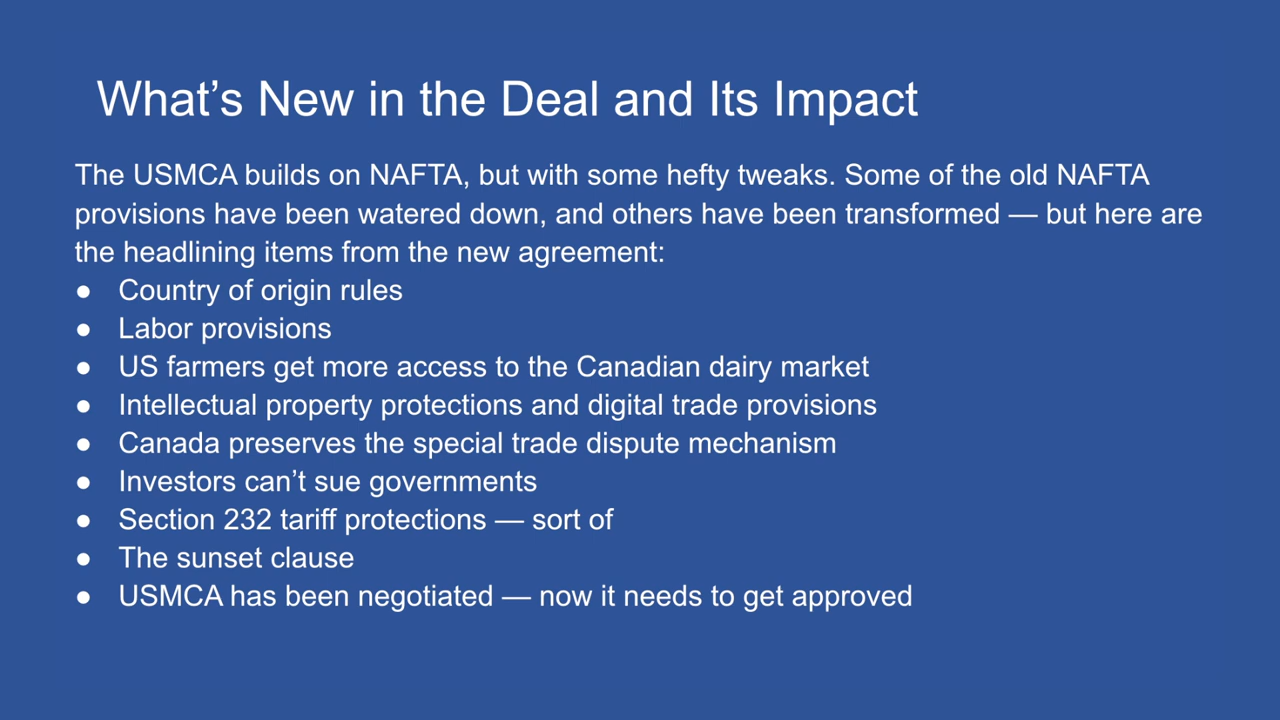 What’s New in the Deal and Its Impact
The USMCA builds on NAFTA, but with some hefty tweaks. Some of the old NAFTA
provisions have been watered down, and others have been transformed — but here are
the headlining items from the new agreement:
● Country of origin rules
● Labor provisions
● US farmers get more access to the Canadian dairy market
● Intellectual property protections and digital trade provisions
● Canada preserves the special trade dispute mechanism
● Investors can’t sue governments
● Section 232 tariff protections — sort of
● The sunset clause
● USMCA has been negotiated — now it needs to get approved